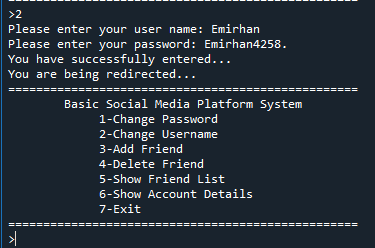 ==================================================
>2
Please enter your user name: Emirhan
Please enter your password: Emirhan4258.
You have successfully entered...
You are being redirected...
==================================================
Basic Social Media Platform System
1-Change Password
2-Change Username
3-Add Friend
4-Delete Friend
5-Show Friend List
6-Show Account Details
7-Exit
==================================================
>